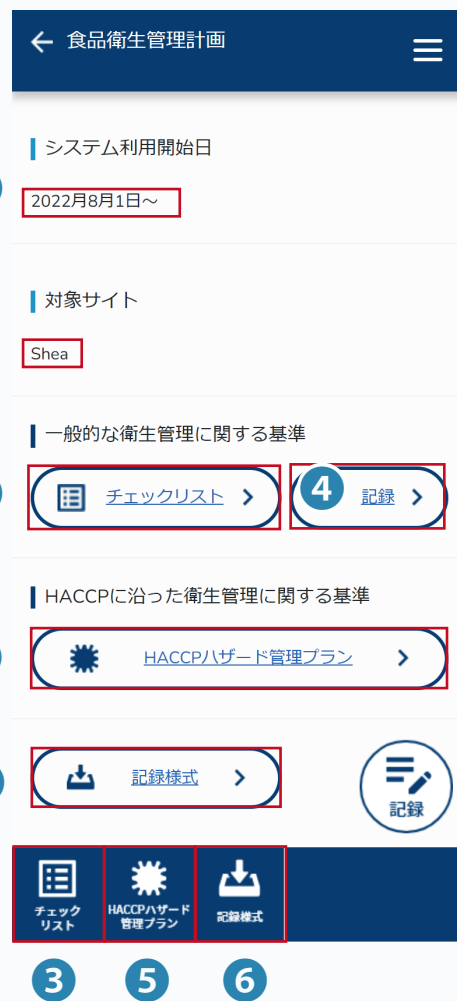 食品衛生管理計画
システム利用開始日
2022月8月1日～
対象サイト
Shea
一般的な衛生管理に関する基準
チェックリスト
4
記録
HACCPに沿った衛生管理に関する基準
HACCPハザード管理プラン
記録様式
記録
チェック
リスト
HACCPハザード
管理プラン
記録様式
3
5
6